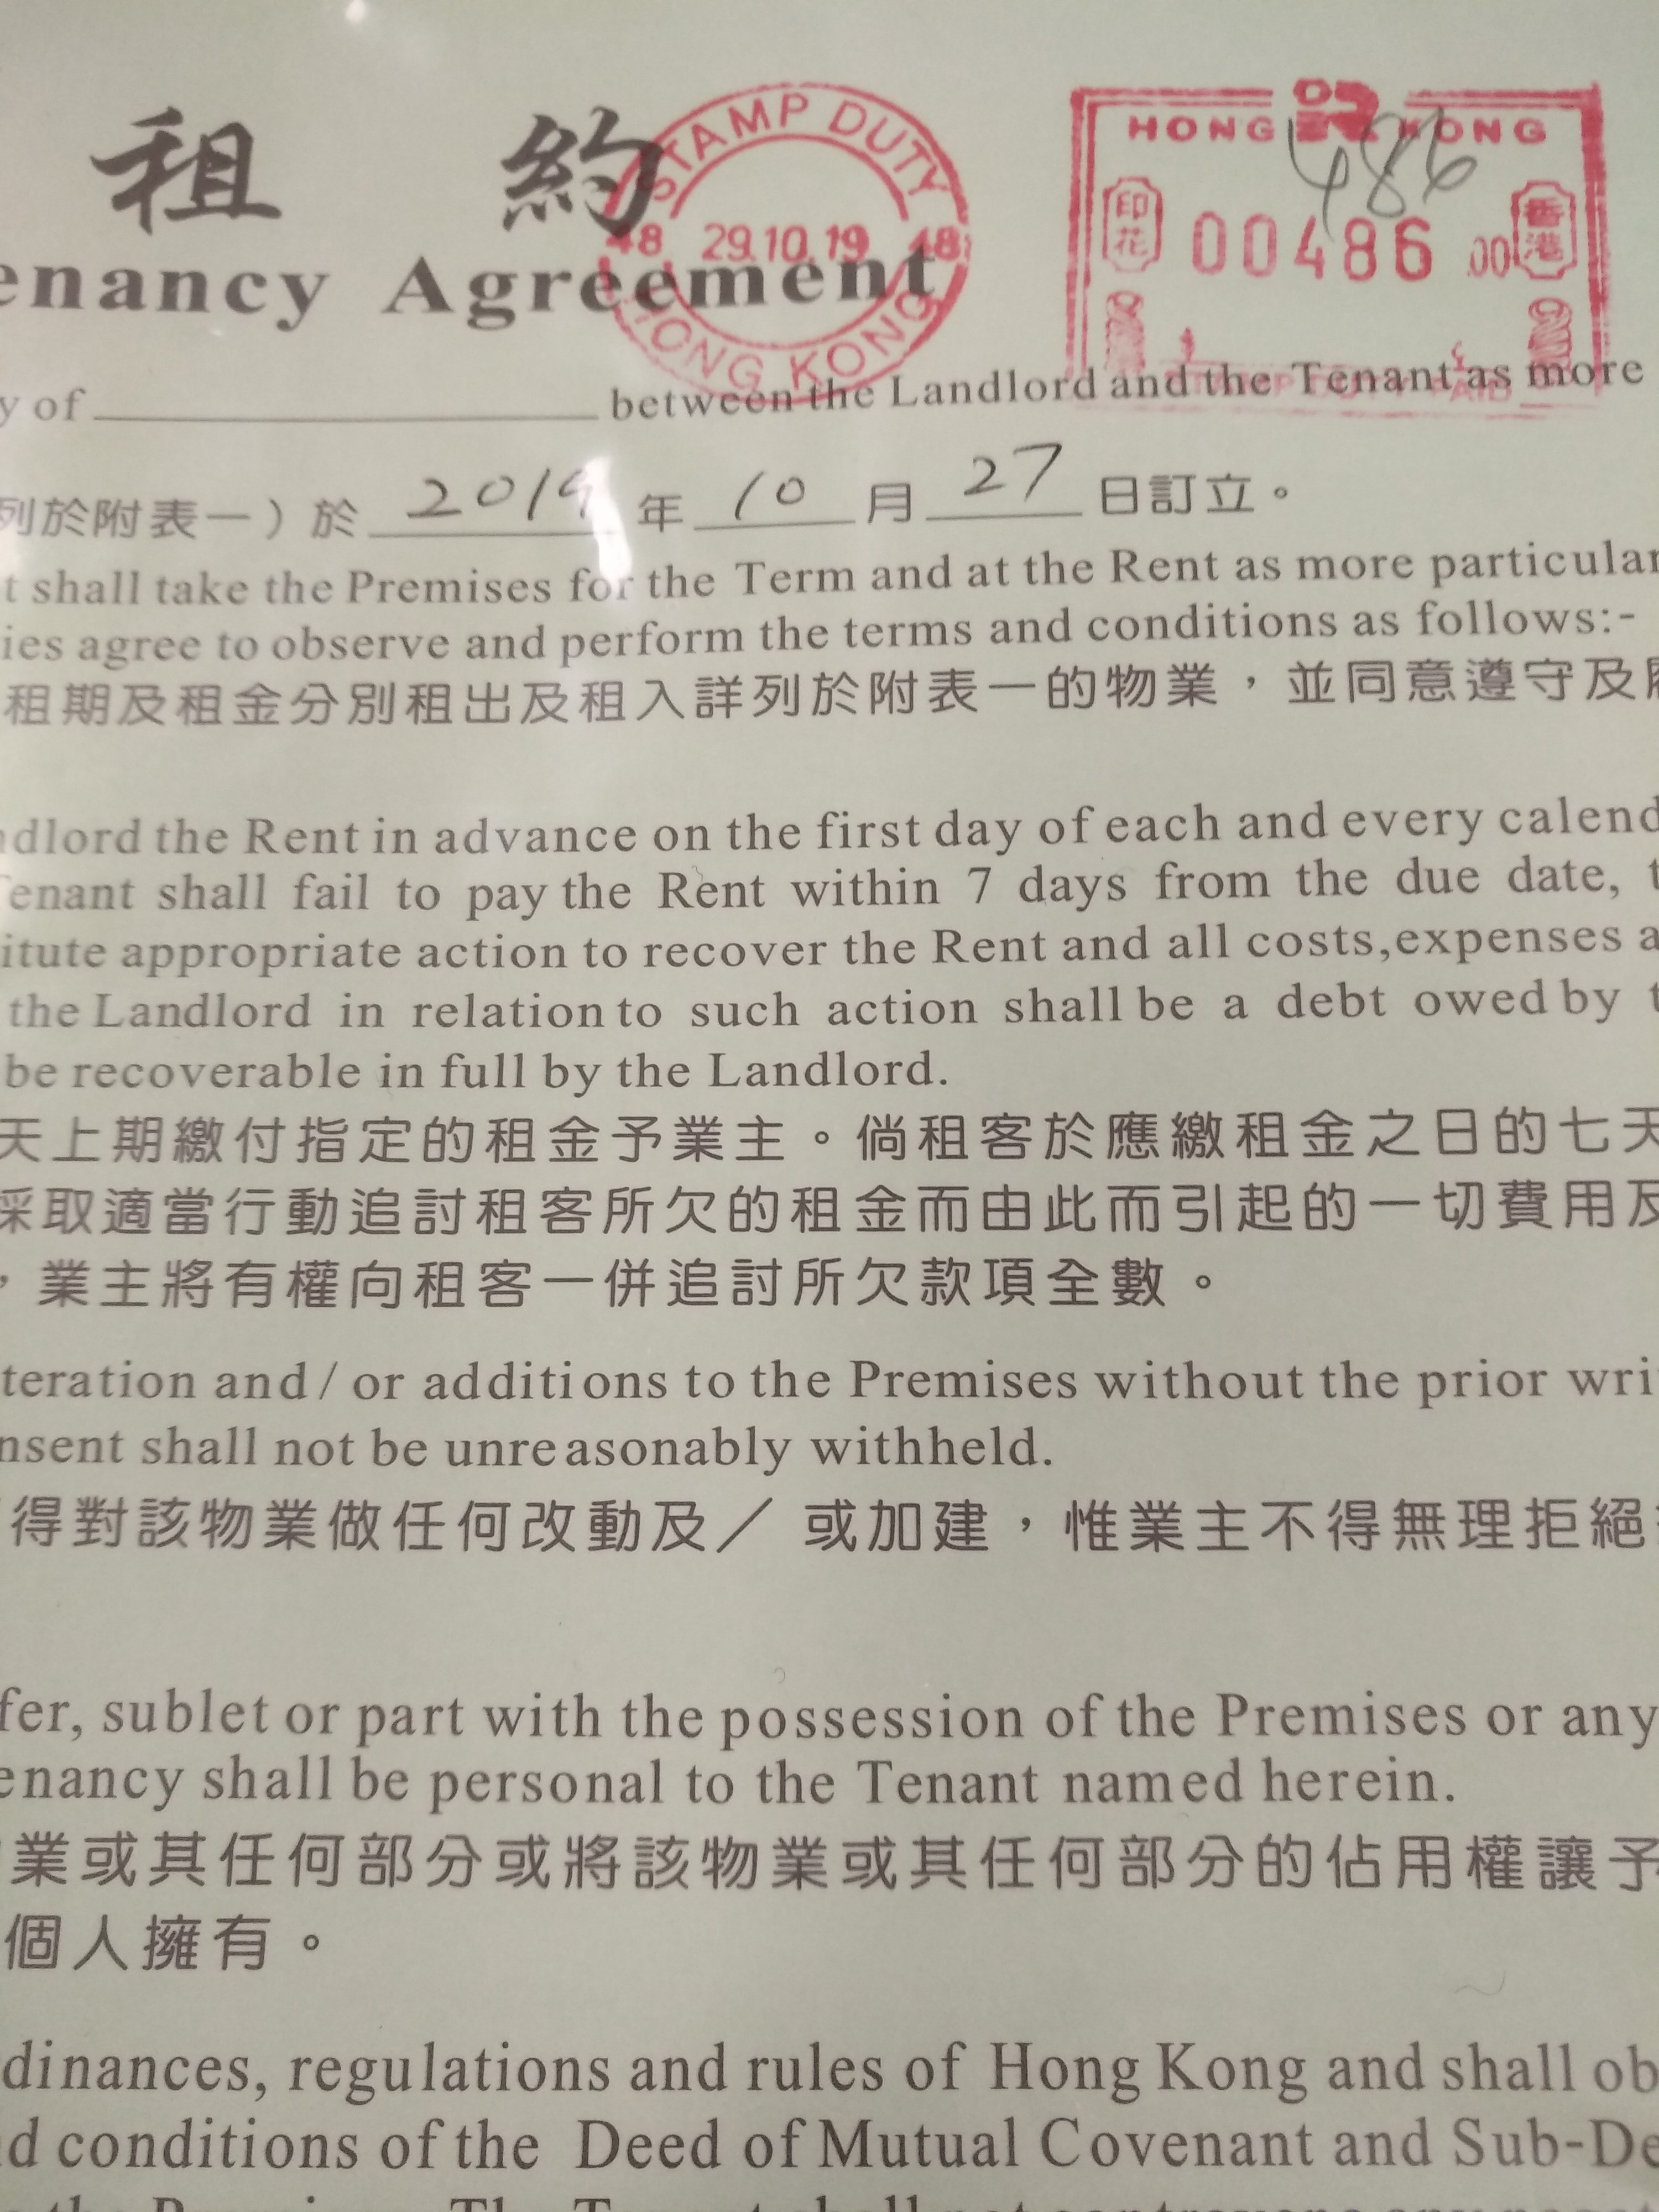 租約
STAMP DUTY
48 29.10.19 48
HONG KONG
HONG KONG
486
印花 00486 00 香港
enancy Agreement
y of ________ between the Landlord and the Tenant as more
列於附表一）於 2019 年 10 月 27 日訂立。
t shall take the Premises for the Term and at the Rent as more particular
ies agree to observe and perform the terms and conditions as follows:-
租期及租金分別租出及租入詳列於附表一的物業，並同意遵守及
dlord the Rent in advance on the first day of each and every calend
enant shall fail to pay the Rent within 7 days from the due date, t
itute appropriate action to recover the Rent and all costs,expenses a
the Landlord in relation to such action shall be a debt owed by t
be recoverable in full by the Landlord.
天上期繳付指定的租金予業主。倘租客於應繳租金之日的七天
採取適當行動追討租客所欠的租金而由此而引起的一切費用及
，業主將有權向租客一併追討所欠款項全數。
teration and / or additions to the Premises without the prior wri
nsent shall not be unreasonably withheld.
得對該物業做任何改動及／ 或加建，惟業主不得無理拒絕
fer, sublet or part with the possession of the Premises or any
enancy shall be personal to the Tenant named herein.
業或其任何部分或將該物業或其任何部分的佔用權讓予
個人擁有。
dinances, regulations and rules of Hong Kong and shall ob
d conditions of the Deed of Mutual Covenant and Sub-De